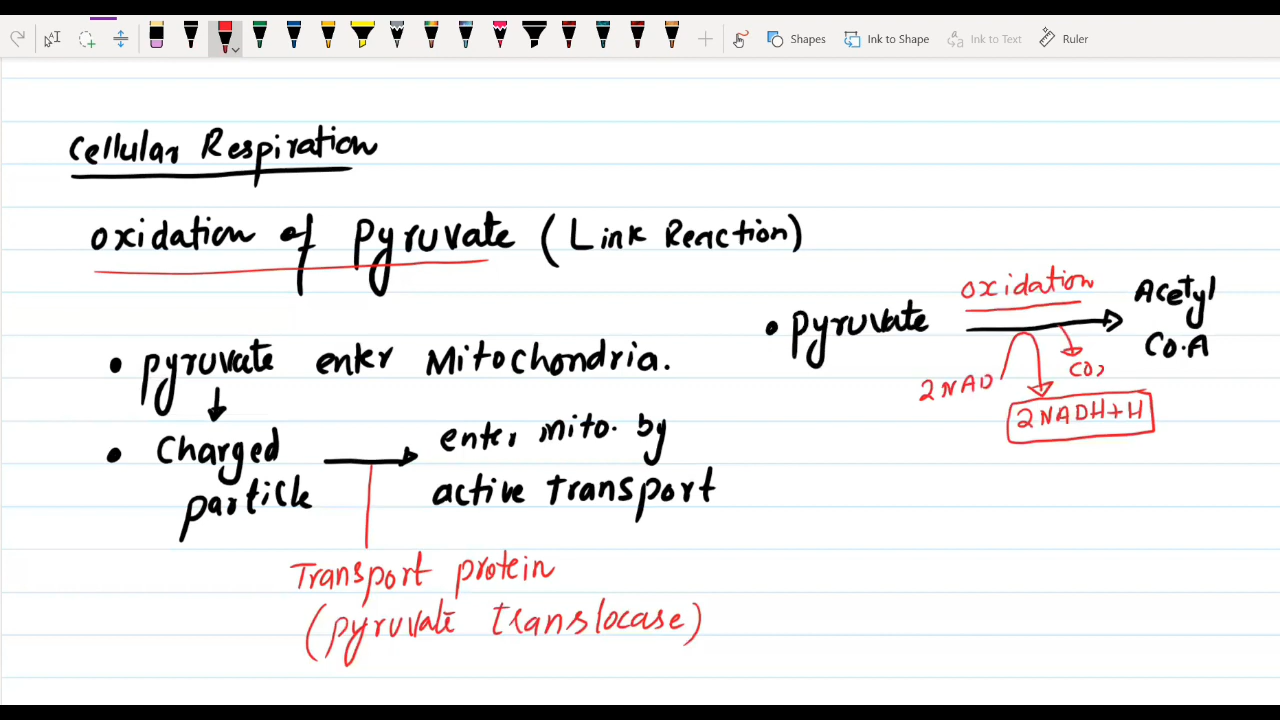 Shapes
Ink to Shape
Ink to Text
Ruler
Cellular Respiration
Oxidation of Pyruvate (Link Reaction)
• Pyruvate enter Mitochondria.
• Charged particle
enter mito. by active transport
Transport protein
(pyruvate translocase)
• Pyruvate
Oxidation
Acetyl
CO.A
2NAD
CO2
2NADH+H